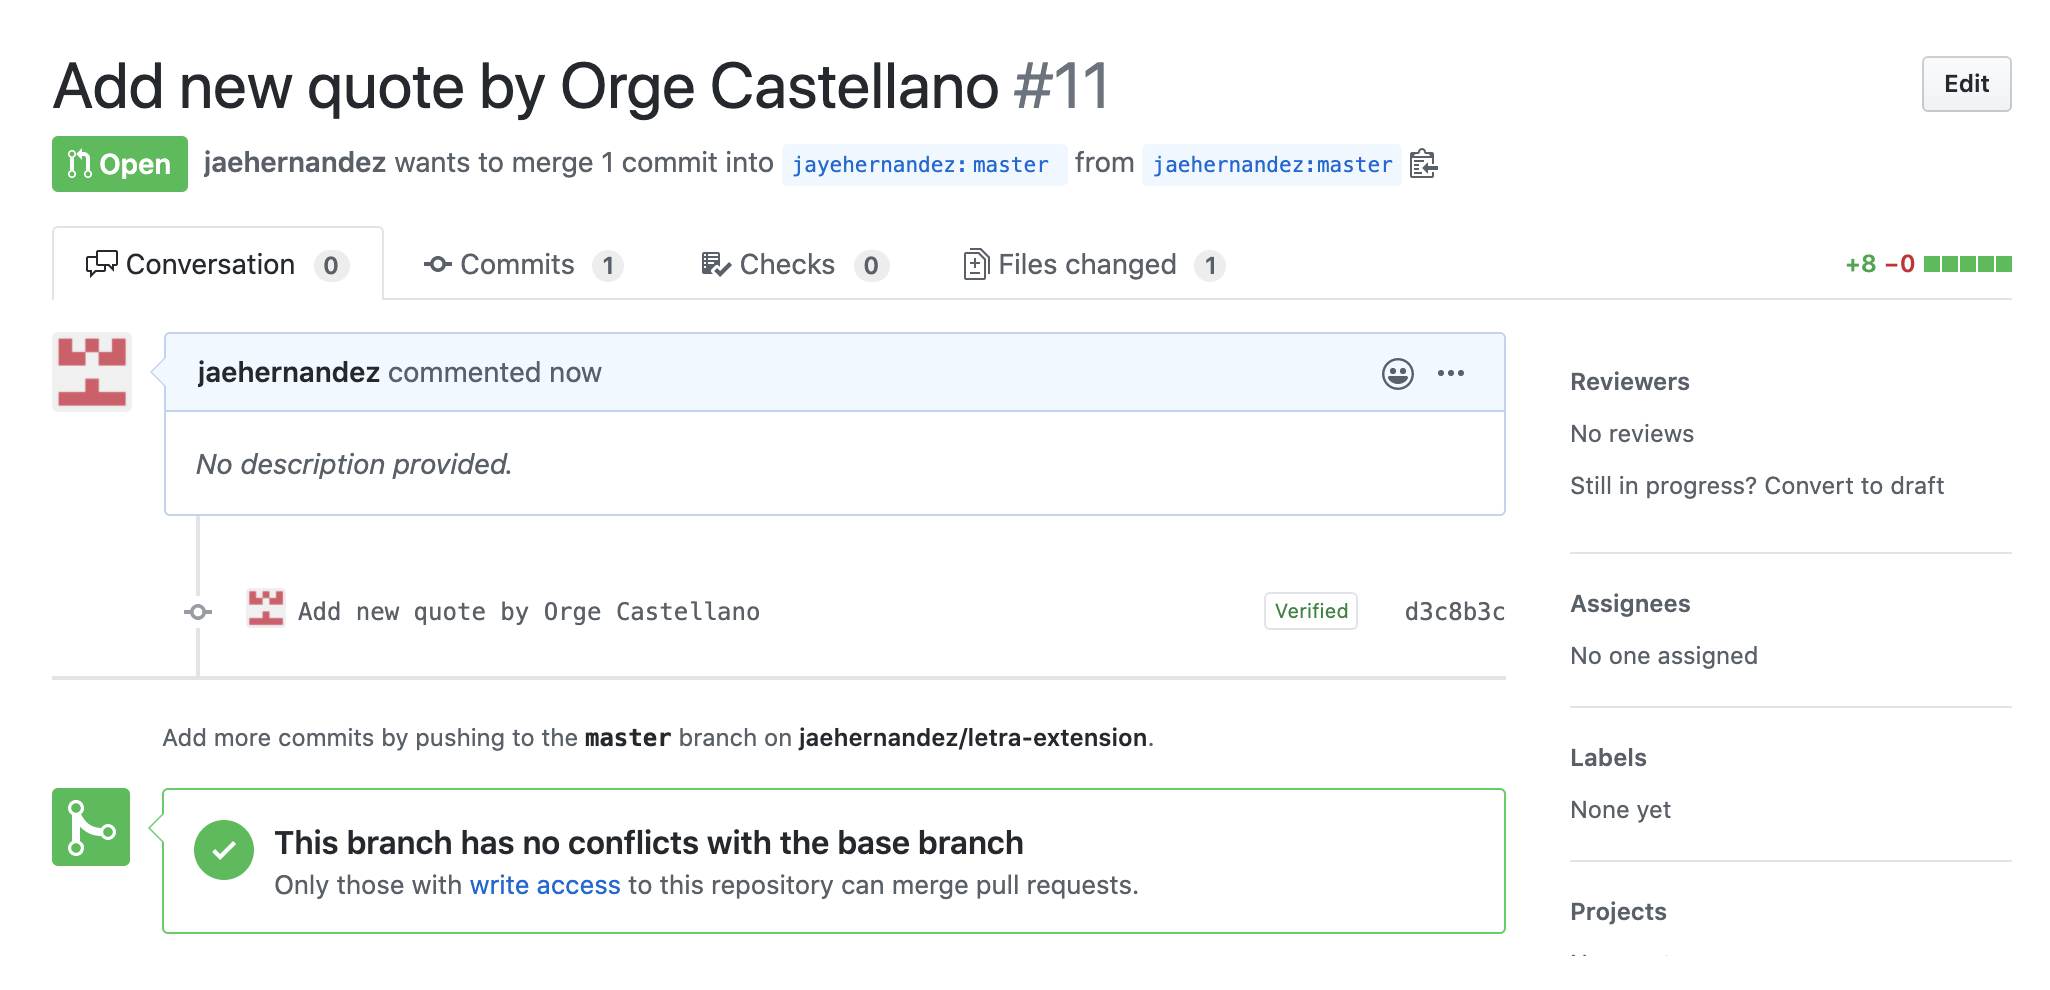 Add new quote by Orge Castellano #11
Edit
Open
jaehernandez wants to merge 1 commit into jayehernandez:master from jaehernandez:master
Conversation 0
Commits 1
Checks 0
Files changed 1
+8 −0
jaehernandez commented now
No description provided.
Add new quote by Orge Castellano
Verified
d3c8b3c
Add more commits by pushing to the master branch on jaehernandez/letra-extension.
This branch has no conflicts with the base branch
Only those with write access to this repository can merge pull requests.
Reviewers
No reviews
Still in progress? Convert to draft
Assignees
No one assigned
Labels
None yet
Projects